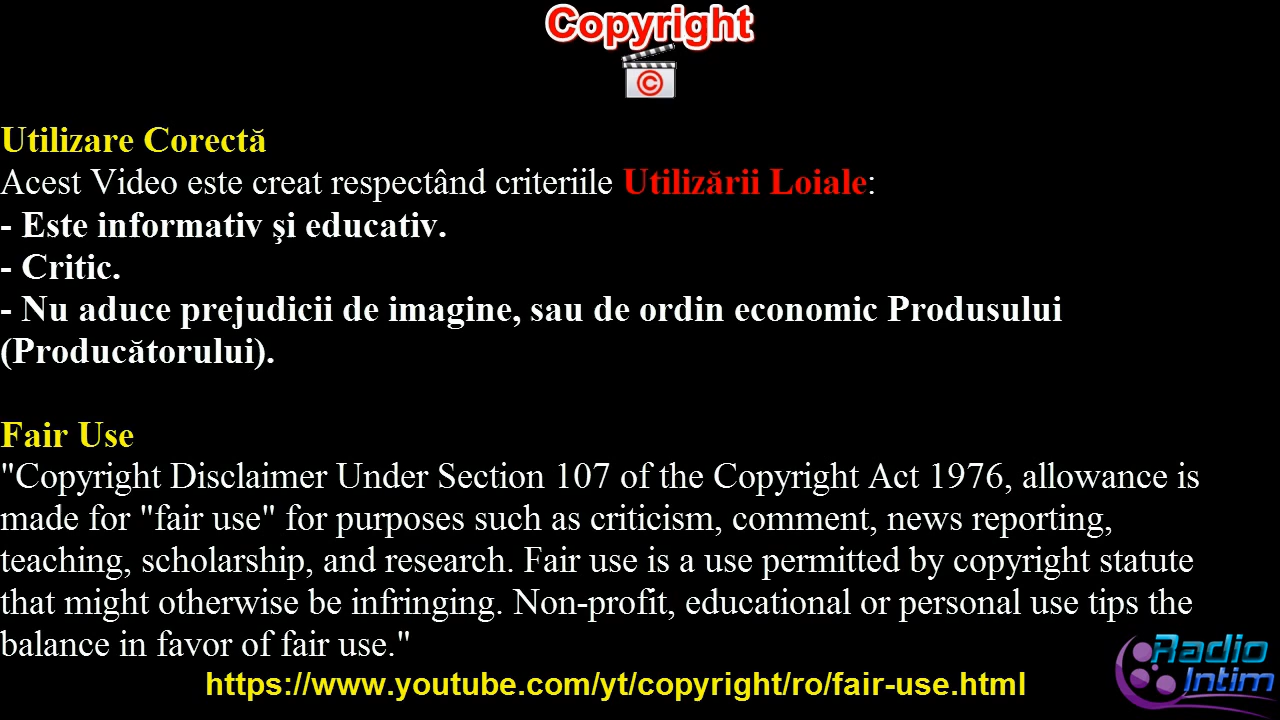 Copyright
©
Utilizare Corectă
Acest Video este creat respectând criteriile Utilizării Loiale:
- Este informativ şi educativ.
- Critic.
- Nu aduce prejudicii de imagine, sau de ordin economic Produsului
(Producătorului).
Fair Use
"Copyright Disclaimer Under Section 107 of the Copyright Act 1976, allowance is
made for "fair use" for purposes such as criticism, comment, news reporting,
teaching, scholarship, and research. Fair use is a use permitted by copyright statute
that might otherwise be infringing. Non-profit, educational or personal use tips the
balance in favor of fair use."
https://www.youtube.com/yt/copyright/ro/fair-use.html
Radio
Intim